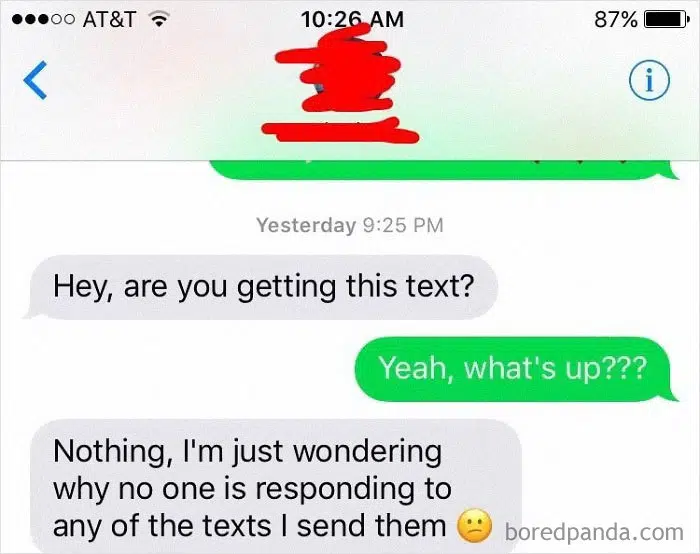 AT&T 10:26 AM 87%
Yesterday 9:25 PM
Hey, are you getting this text?
Yeah, what's up???
Nothing, I'm just wondering
why no one is responding to
any of the texts I send them 😕
boredpanda.com